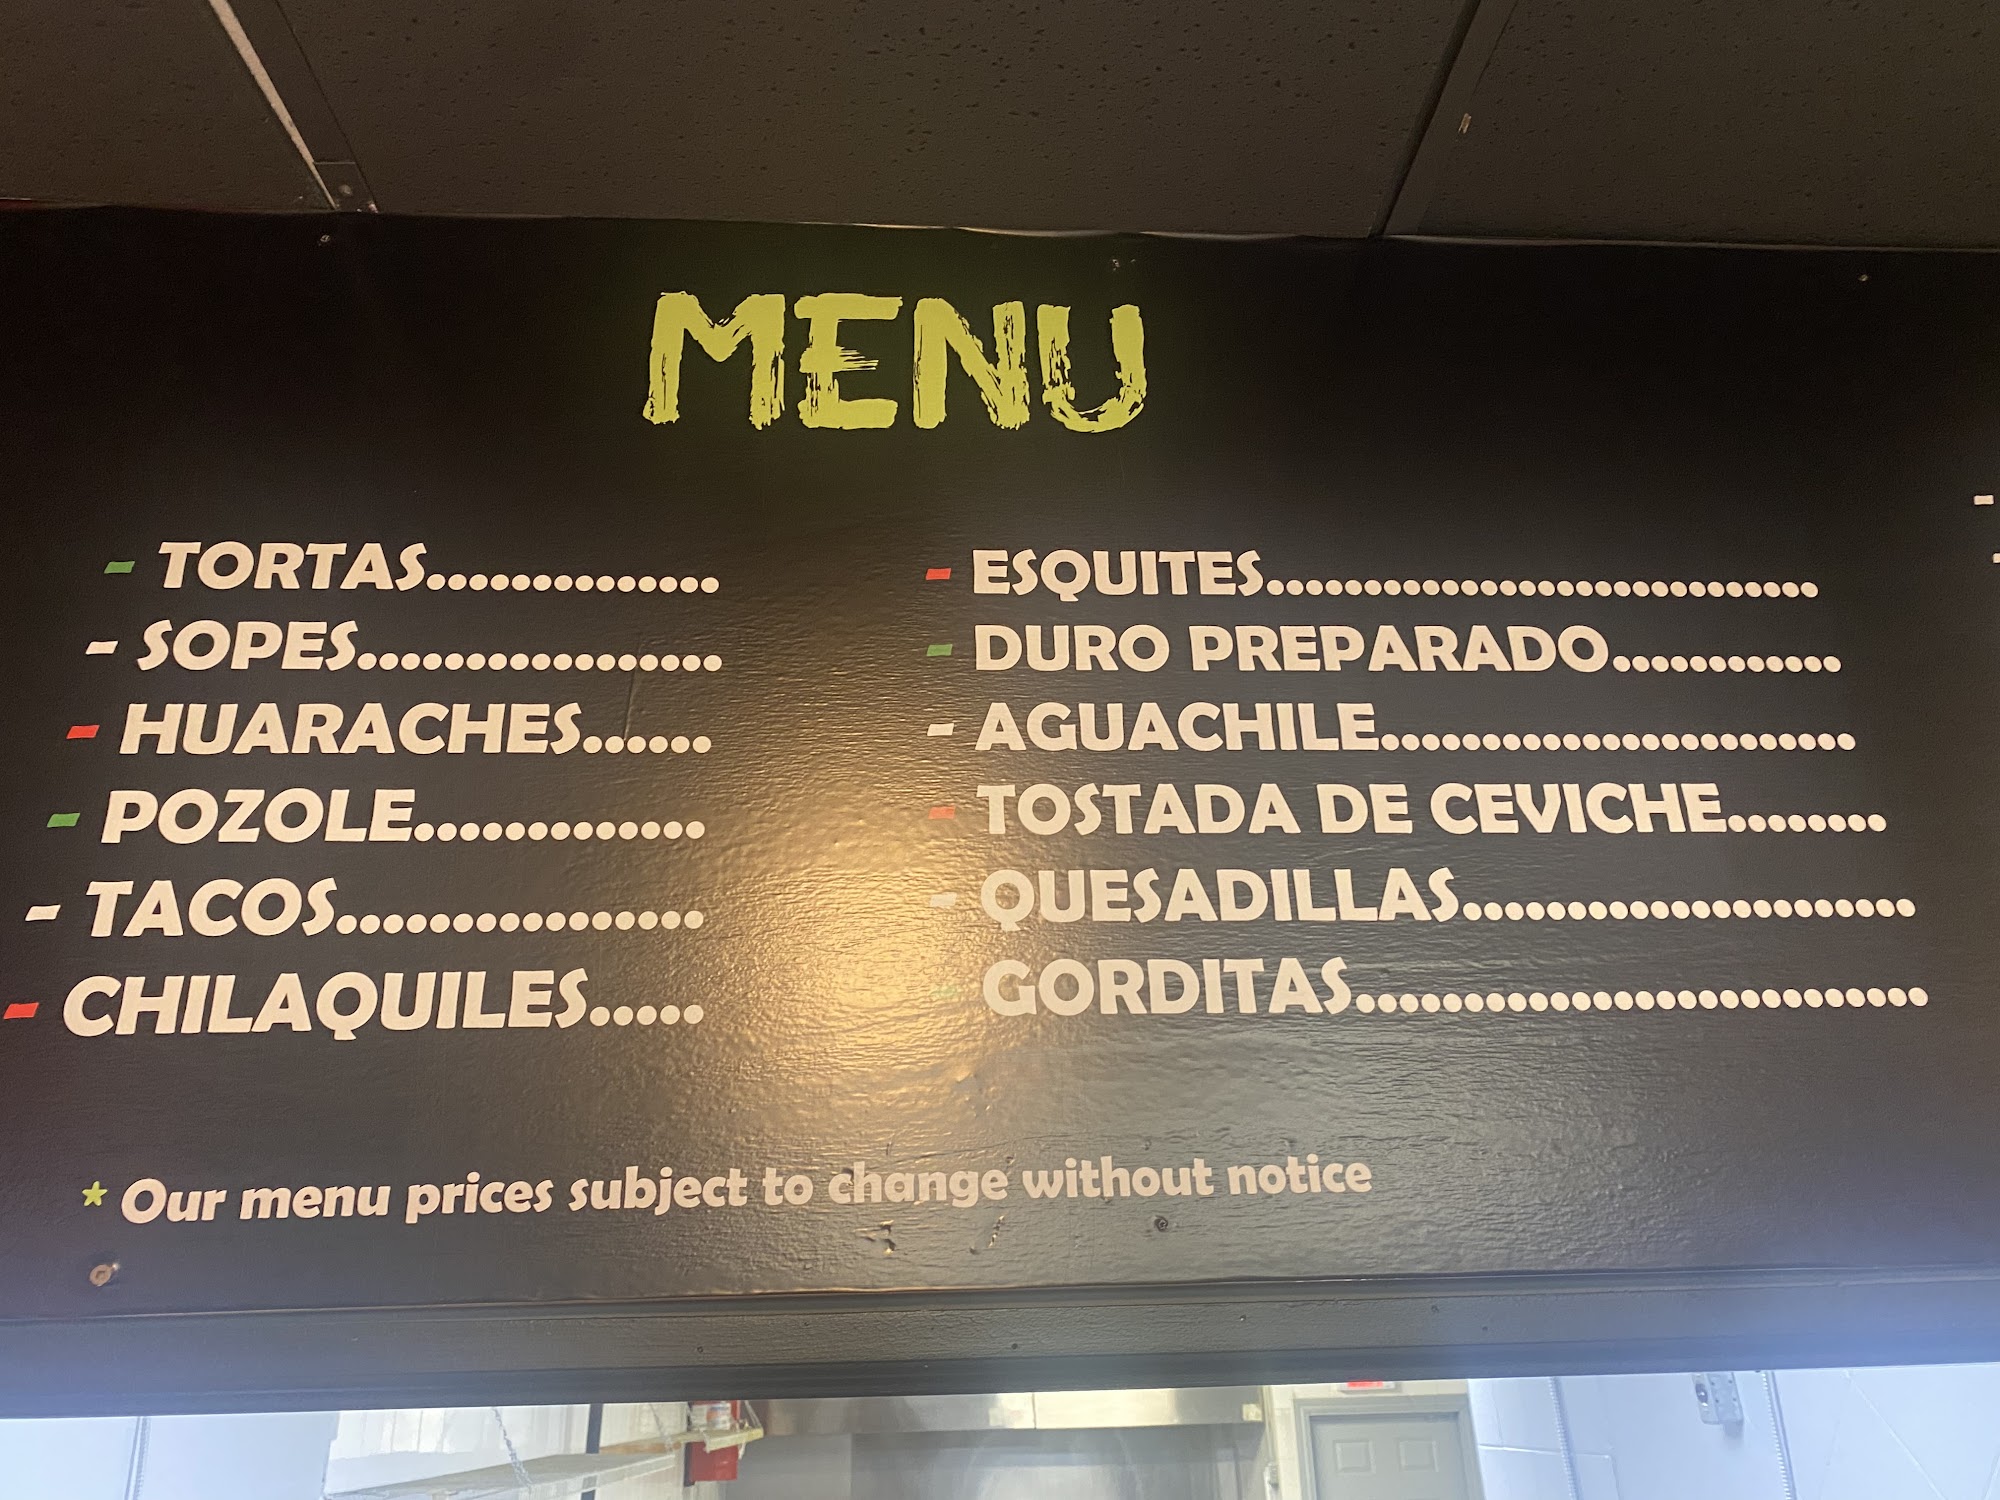 MENU
- TORTAS..............
- SOPES.................
- HUARACHES......
- POZOLE.............
- TACOS.................
- CHILAQUILES.....
- ESQUITES.............................
- DURO PREPARADO............
- AGUACHILE.........................
- TOSTADA DE CEVICHE........
- QUESADILLAS......................
- GORDITAS...........................
* Our menu prices subject to change without notice